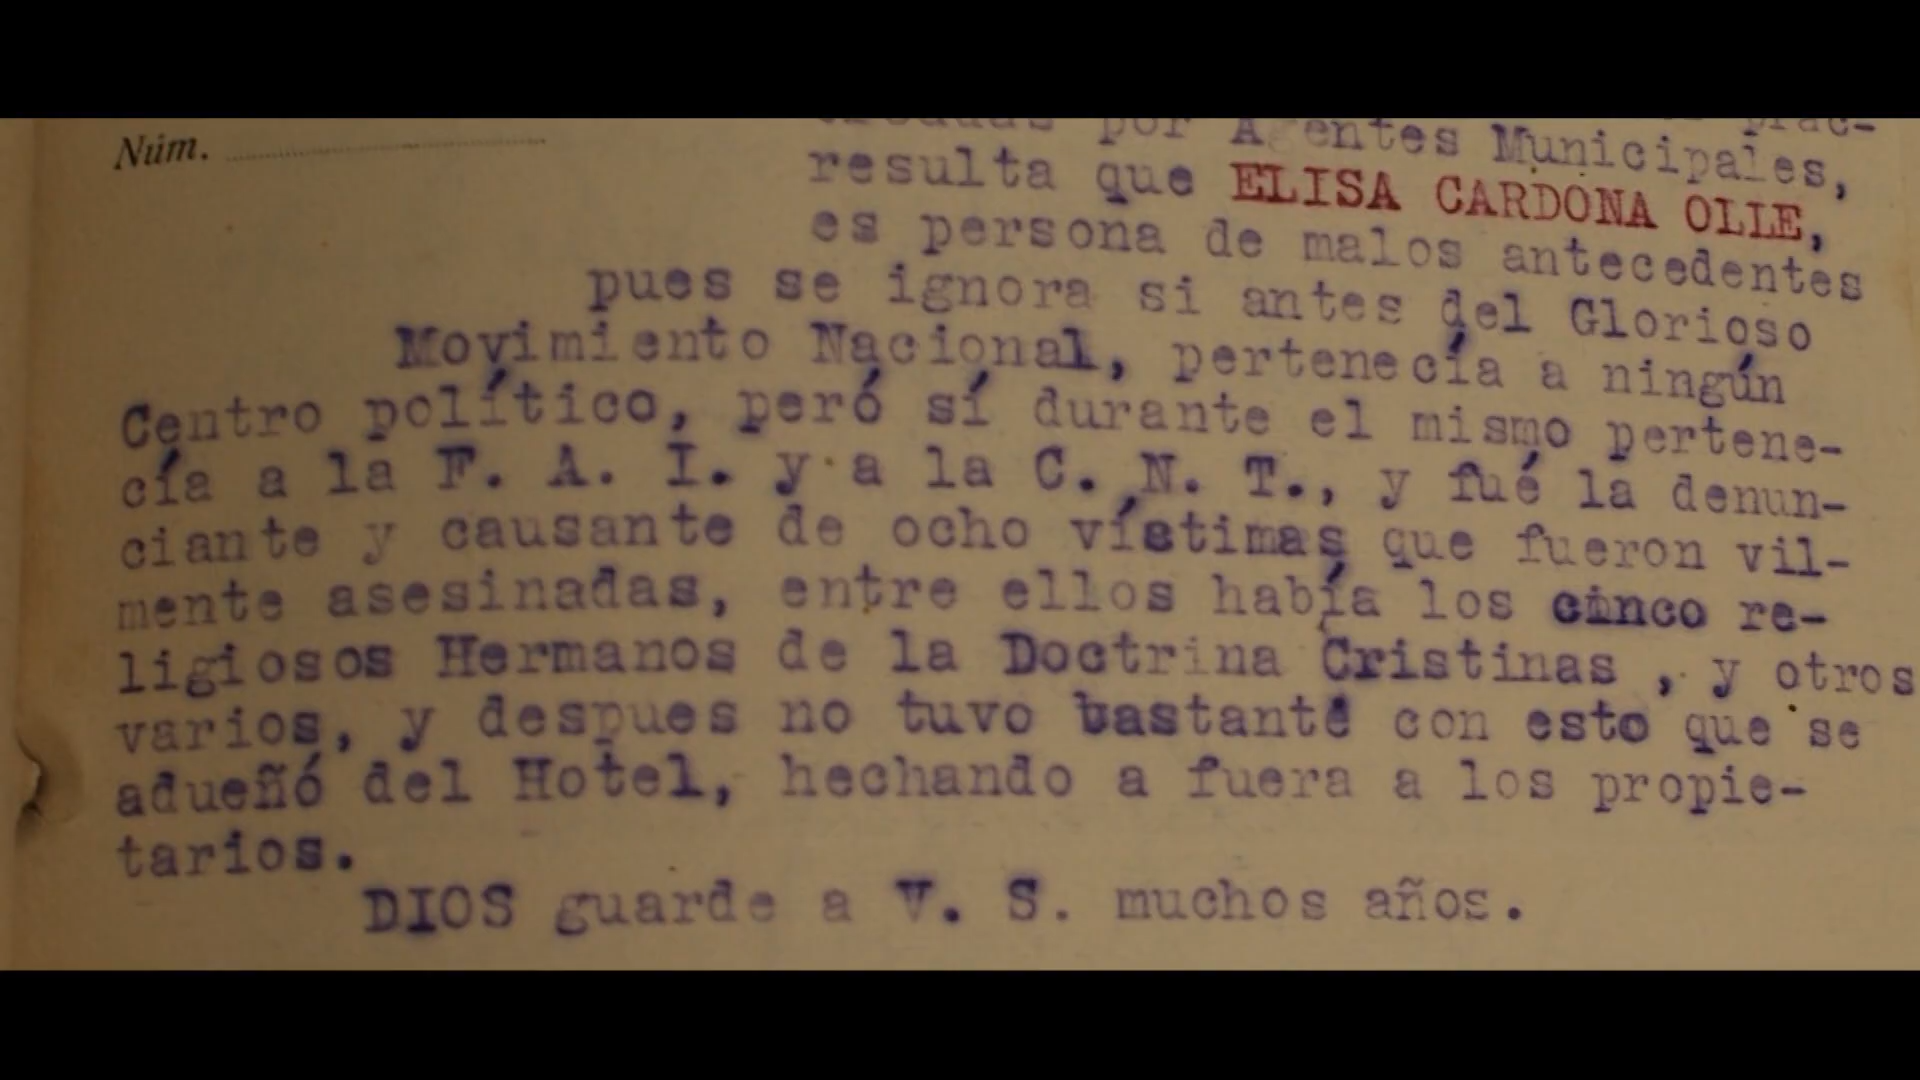 Núm.
por Agentes Municipales,
resulta que ELISA CARDONA OLLE,
es persona de malos antecedentes
pues se ignora si antes del Glorioso
Movimiento Nacional, pertenecía a ningún
Centro político, peró sí durante el mismo pertene-
cía a la F. A. I. y a la C. N. T., y fué la denun-
ciante y causante de ocho vístimas que fueron vil-
mente asesinadas, entre ellos había los cinco re-
ligiosos Hermanos de la Doctrina Cristinas , y otros
varios, y despues no tuvo bastante con esto que se
adueñó del Hotel, hechando a fuera a los propie-
tarios.
DIOS guarde a V. S. muchos años.